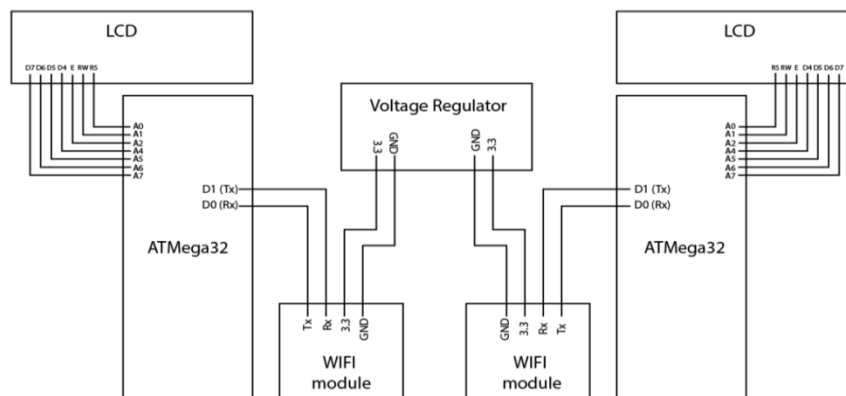 LCD
D7 D6 D5 D4 E RW RS
A0
A1
A2
A4
A5
A6
A7
D1 (Tx)
D0 (Rx)
ATMega32
Voltage Regulator
3.3 GND GND 3.3
Tx Rx 3.3 GND
WIFI
module
GND 3.3 Rx Tx
WIFI
module
LCD
RS RW E D4 D5 D6 D7
A0
A1
A2
A4
A5
A6
A7
D1 (Tx)
D0 (Rx)
ATMega32